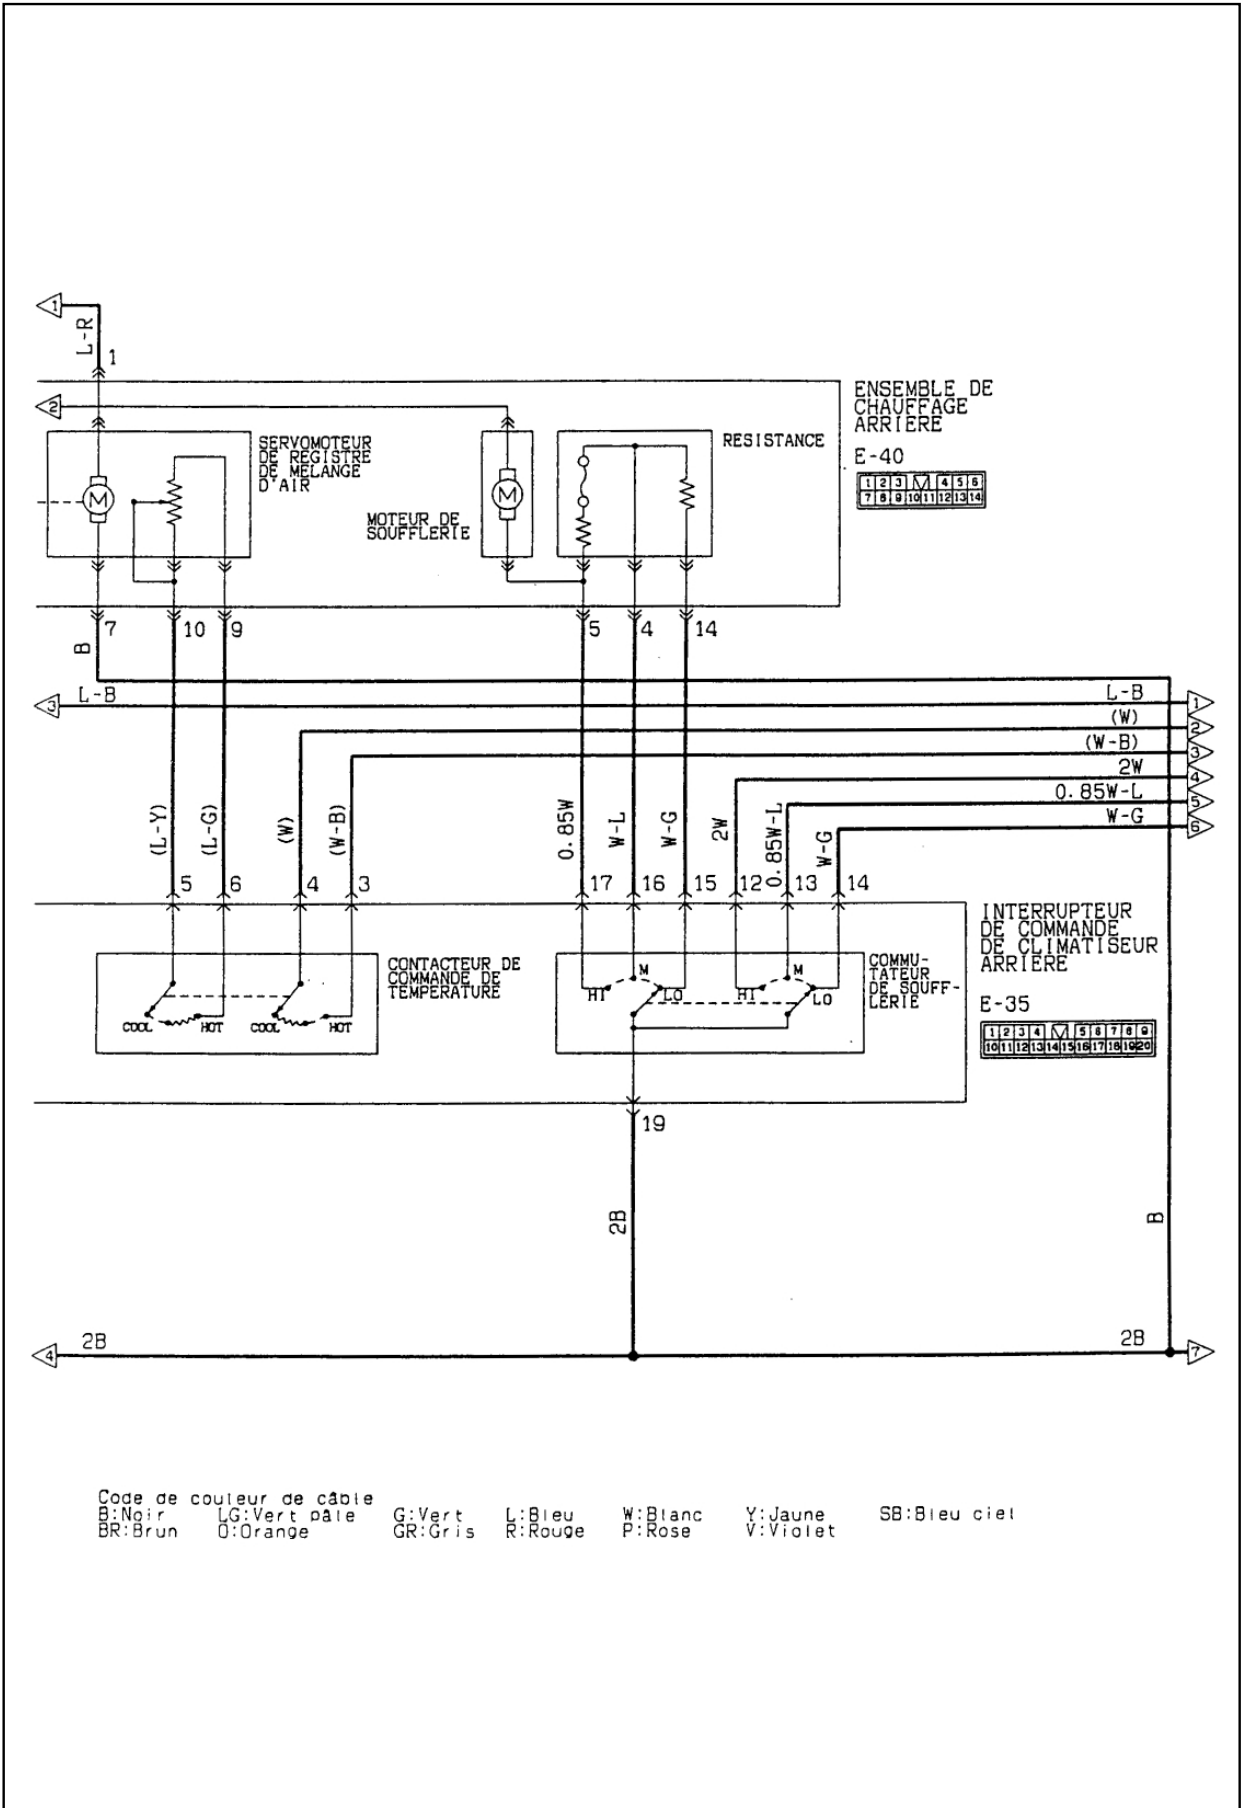 1
L-R
1
ENSEMBLE DE
CHAUFFAGE
ARRIERE
2
SERVOMOTEUR
DE REGISTRE
DE MELANGE
D'AIR
RESISTANCE
E-40
1 2 3 4 5 6
7 8 9 10 11 12 13 14
M
M
MOTEUR DE
SOUFFLERIE
7 10 9 5 4 14
B
3 L-B L-B 1
(W) 2
(W-B) 3
2W 4
0.85W-L 5
W-G 6
(L-Y) (L-G) (W) (W-B) 0.85W W-L W-G 2W 0.85W-L W-G
5 6 4 3 17 16 15 12 13 14
INTERRUPTEUR
DE COMMANDE
DE CLIMATISEUR
ARRIERE
CONTACTEUR DE
COMMANDE DE
TEMPERATURE
COMMU-
TATEUR
DE SOUFF-
LERIE
M M
HI LO HI LO
COOL HOT COOL HOT
E-35
1 2 3 4 5 6 7 8 9
10 11 12 13 14 15 16 17 18 19 20
19
2B
B
4 2B 2B 7
Code de couleur de câble
B:Noir LG:Vert pâle G:Vert L:Bleu W:Blanc Y:Jaune SB:Bleu ciel
BR:Brun O:Orange GR:Gris R:Rouge P:Rose V:Violet